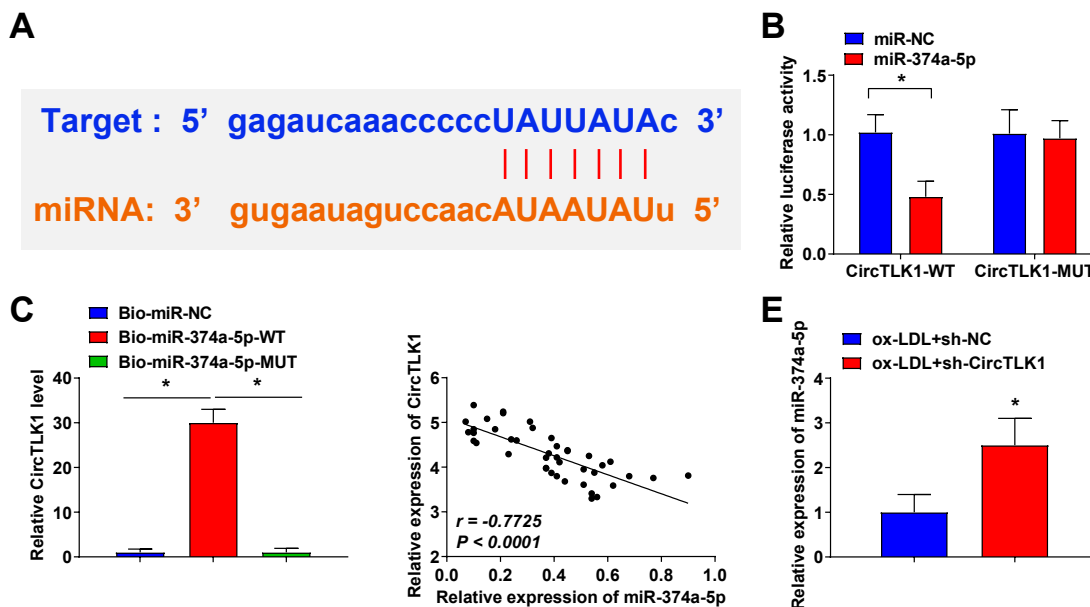 A
Target : 5’ gagaucaaacccccUAUUAUAc 3’
miRNA: 3’ gugaauaguccaacAUAAUAUu 5’
B
miR-NC
miR-374a-5p
Relative luciferase activity
1.5
1.0
0.5
0.0
*
CircTLK1-WT
CircTLK1-MUT
C
Bio-miR-NC
Bio-miR-374a-5p-WT
Bio-miR-374a-5p-MUT
Relative CircTLK1 level
40
30
20
10
0
*
*
Relative expression of CircTLK1
6
5
4
3
2
r = -0.7725
P < 0.0001
0.0 0.2 0.4 0.6 0.8 1.0
Relative expression of miR-374a-5p
E
ox-LDL+sh-NC
ox-LDL+sh-CircTLK1
Relative expression of miR-374a-5p
4
3
2
1
0
*